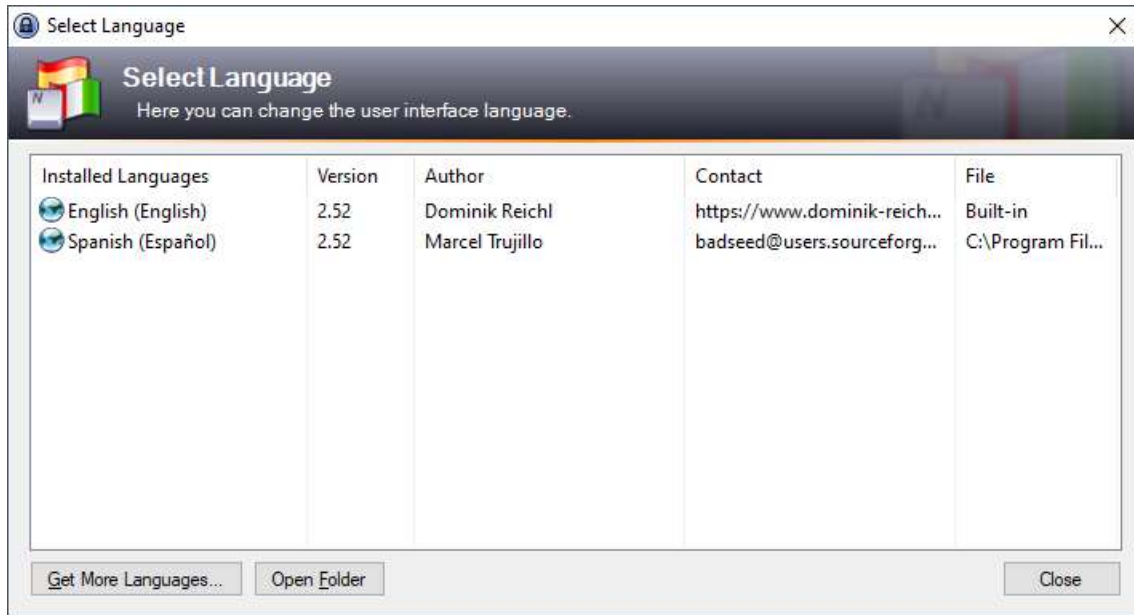 Select Language
Select Language
Here you can change the user interface language.
Installed Languages Version Author Contact File
English (English) 2.52 Dominik Reichl https://www.dominik-reich... Built-in
Spanish (Español) 2.52 Marcel Trujillo badseed@users.sourceforg... C:\Program Fil...
Get More Languages... Open Folder Close